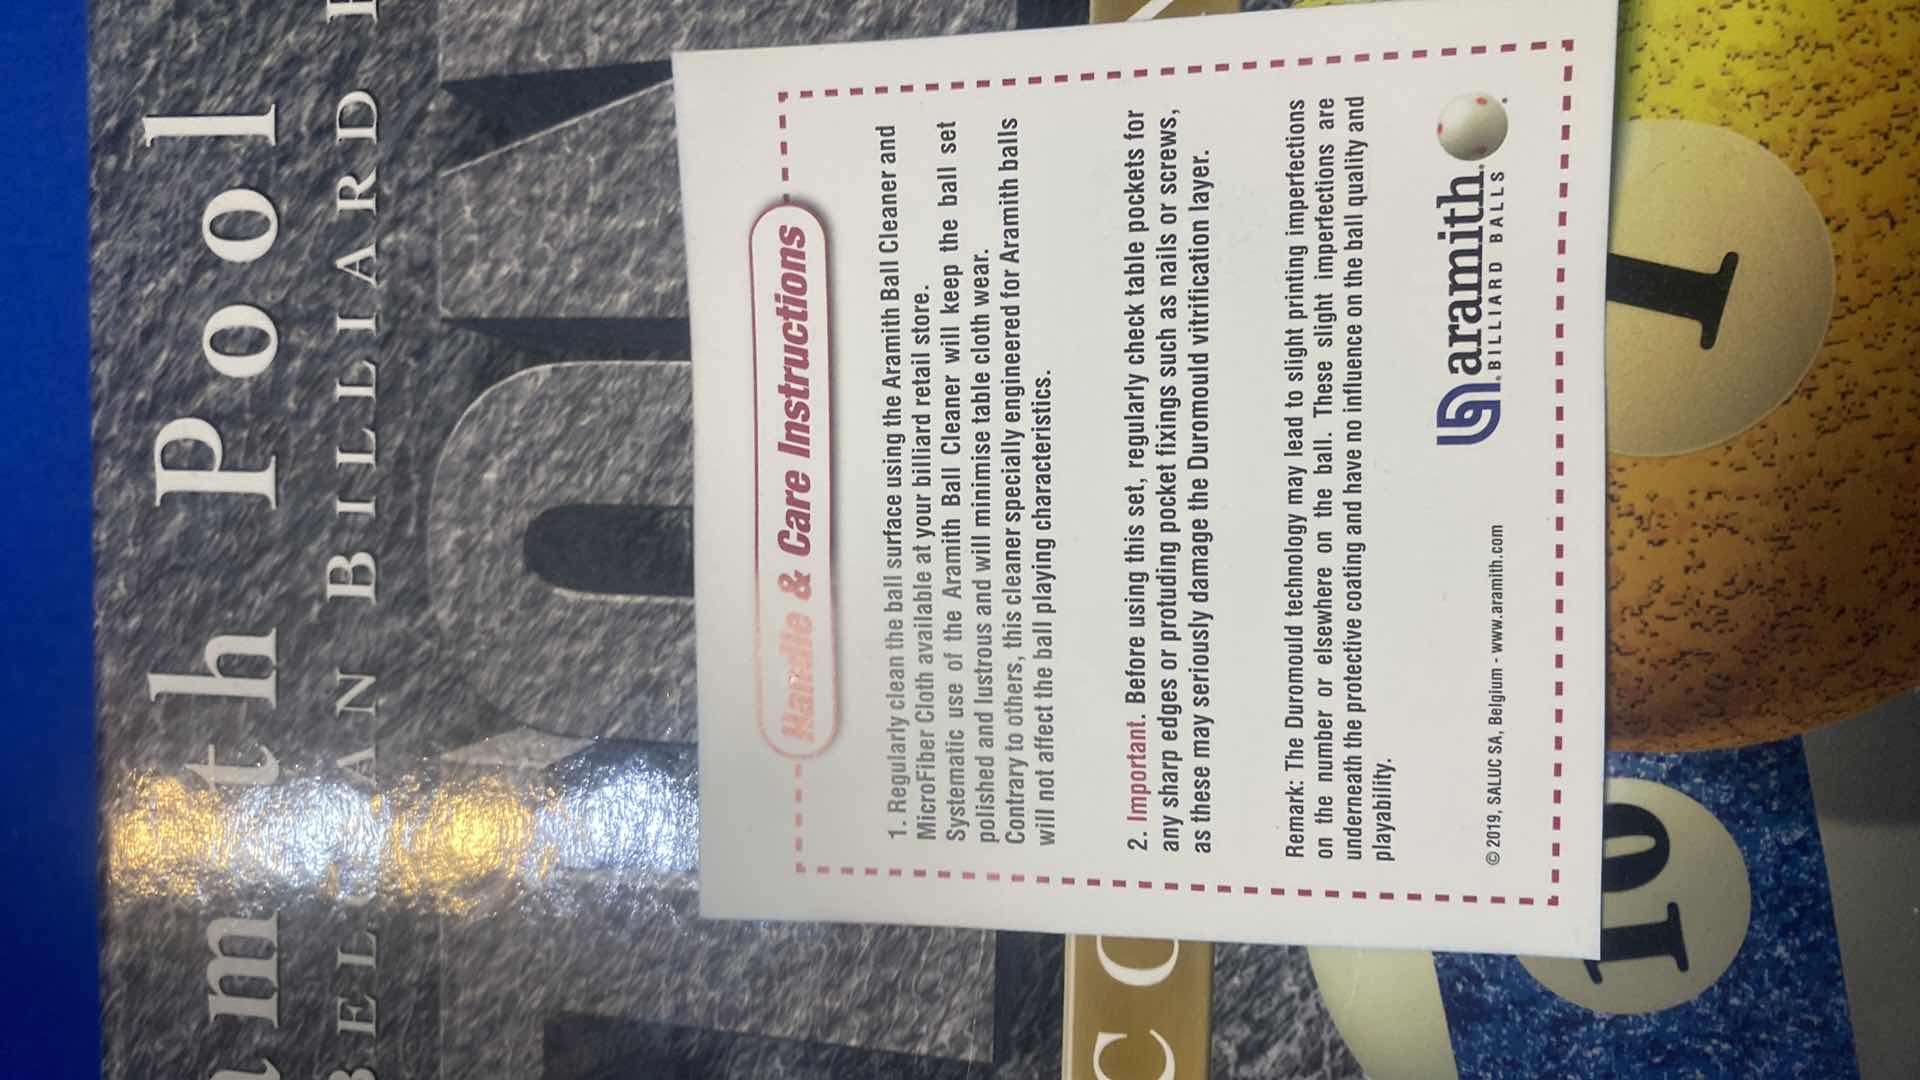 Handle & Care Instructions
1. Regularly clean the ball surface using the Aramith Ball Cleaner and
MicroFiber Cloth available at your billiard retail store.
Systematic use of the Aramith Ball Cleaner will keep the ball set
polished and lustrous and will minimise table cloth wear.
Contrary to others, this cleaner specially engineered for Aramith balls
will not affect the ball playing characteristics.
2. Important. Before using this set, regularly check table pockets for
any sharp edges or protuding pocket fixings such as nails or screws,
as these may seriously damage the Duromould vitrification layer.
Remark: The Duromould technology may lead to slight printing imperfections
on the number or elsewhere on the ball. These slight imperfections are
underneath the protective coating and have no influence on the ball quality and
playability.
© 2019, SALUC SA, Belgium - www.aramith.com
aramith
BILLIARD BALLS
Pool
BILLIARD
1
10